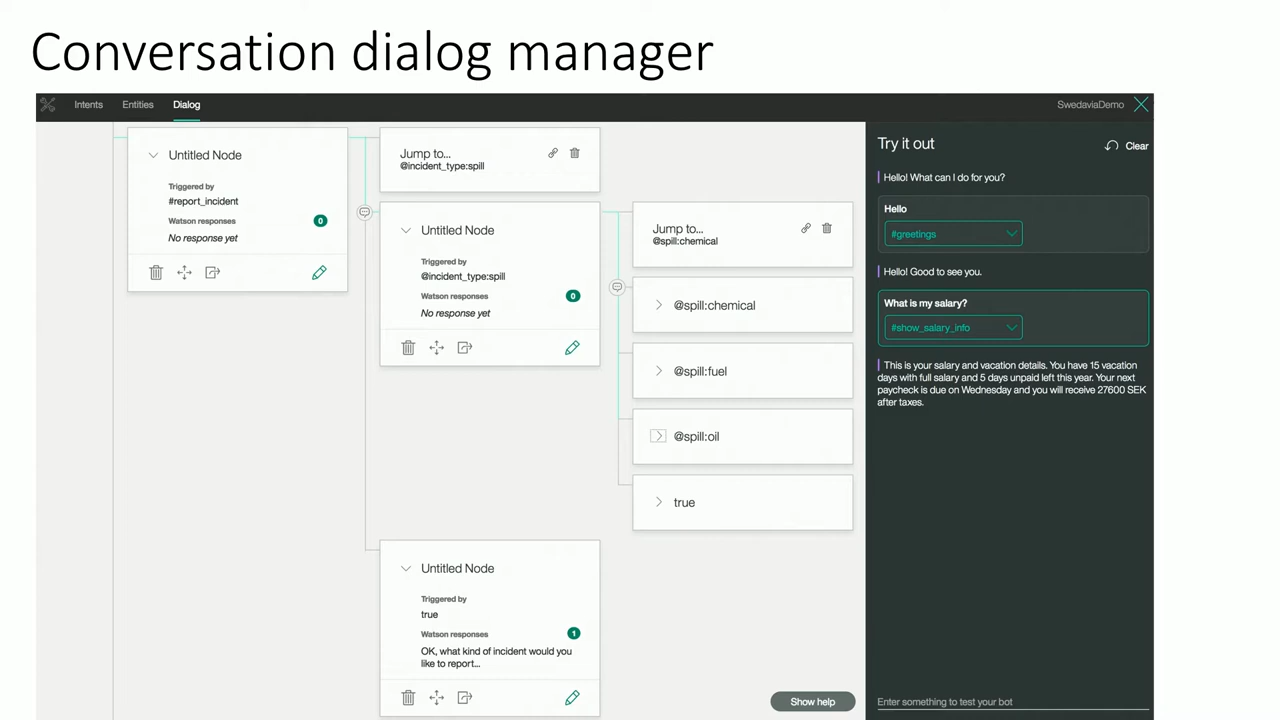 Conversation dialog manager
Intents Entities Dialog SwedaviaDemo
Untitled Node
Triggered by
#report_incident
Watson responses
0
No response yet
Jump to...
@incident_type:spill
Untitled Node
Triggered by
@incident_type:spill
Watson responses
0
No response yet
Jump to...
@spill:chemical
@spill:chemical
@spill:fuel
@spill:oil
true
Untitled Node
Triggered by
true
Watson responses
1
OK, what kind of incident would you
like to report...
Show help
Try it out
Clear
Hello! What can I do for you?
Hello
#greetings
Hello! Good to see you.
What is my salary?
#show_salary_info
This is your salary and vacation details. You have 15 vacation
days with full salary and 5 days unpaid left this year. Your next
paycheck is due on Wednesday and you will receive 27600 SEK
after taxes.
Enter something to test your bot